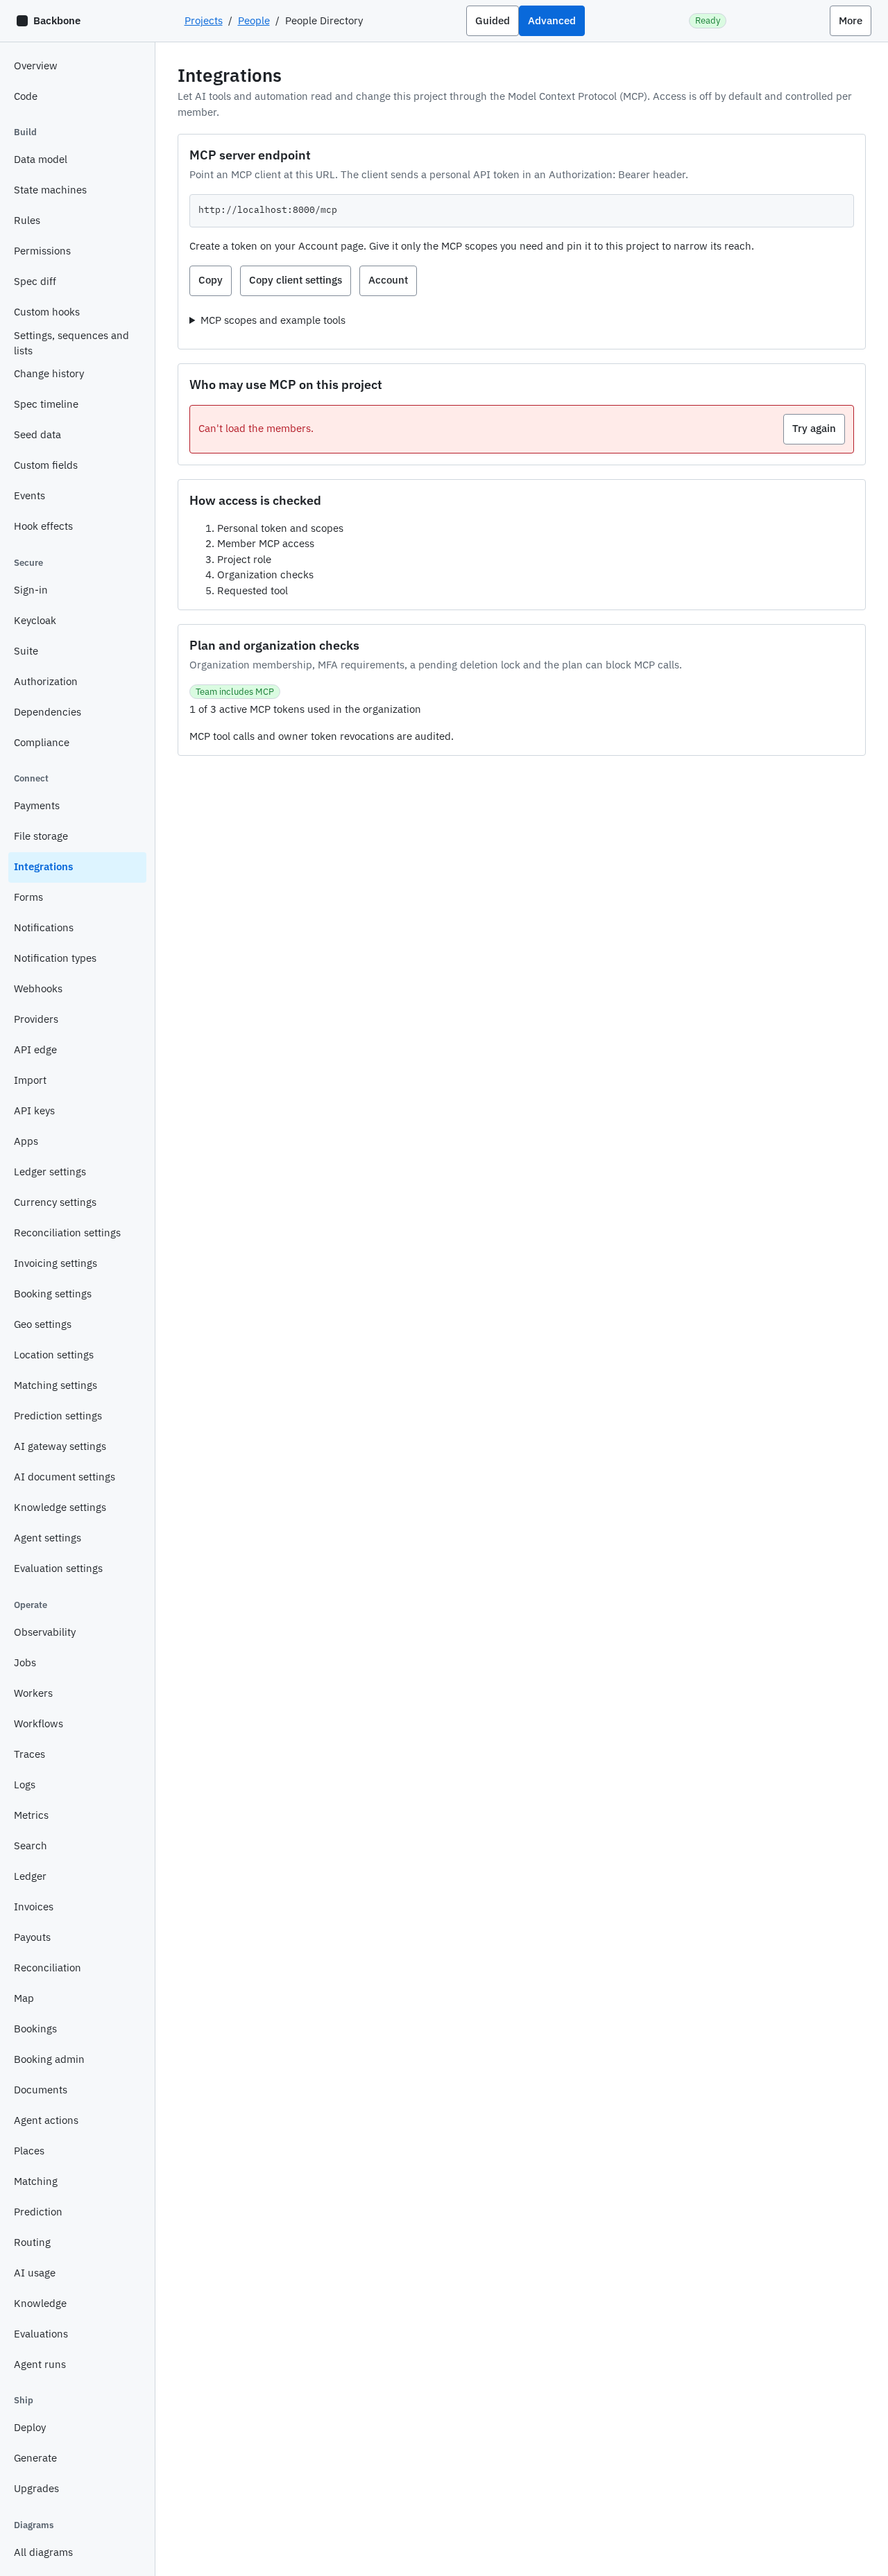 Backbone
Projects / People / People Directory
Guided
Advanced
Ready
More
Overview
Code
Build
Data model
State machines
Rules
Permissions
Spec diff
Custom hooks
Settings, sequences and
lists
Change history
Spec timeline
Seed data
Custom fields
Events
Hook effects
Secure
Sign-in
Keycloak
Suite
Authorization
Dependencies
Compliance
Connect
Payments
File storage
Integrations
Forms
Notifications
Notification types
Webhooks
Providers
API edge
Import
API keys
Apps
Ledger settings
Currency settings
Reconciliation settings
Invoicing settings
Booking settings
Geo settings
Location settings
Matching settings
Prediction settings
AI gateway settings
AI document settings
Knowledge settings
Agent settings
Evaluation settings
Operate
Observability
Jobs
Workers
Workflows
Traces
Logs
Metrics
Search
Ledger
Invoices
Payouts
Reconciliation
Map
Bookings
Booking admin
Documents
Agent actions
Places
Matching
Prediction
Routing
AI usage
Knowledge
Evaluations
Agent runs
Ship
Deploy
Generate
Upgrades
Diagrams
All diagrams
Integrations
Let AI tools and automation read and change this project through the Model Context Protocol (MCP). Access is off by default and controlled per
member.
MCP server endpoint
Point an MCP client at this URL. The client sends a personal API token in an Authorization: Bearer header.
http://localhost:8000/mcp
Create a token on your Account page. Give it only the MCP scopes you need and pin it to this project to narrow its reach.
Copy
Copy client settings
Account
MCP scopes and example tools
Who may use MCP on this project
Can't load the members.
Try again
How access is checked
1. Personal token and scopes
2. Member MCP access
3. Project role
4. Organization checks
5. Requested tool
Plan and organization checks
Organization membership, MFA requirements, a pending deletion lock and the plan can block MCP calls.
Team includes MCP
1 of 3 active MCP tokens used in the organization
MCP tool calls and owner token revocations are audited.